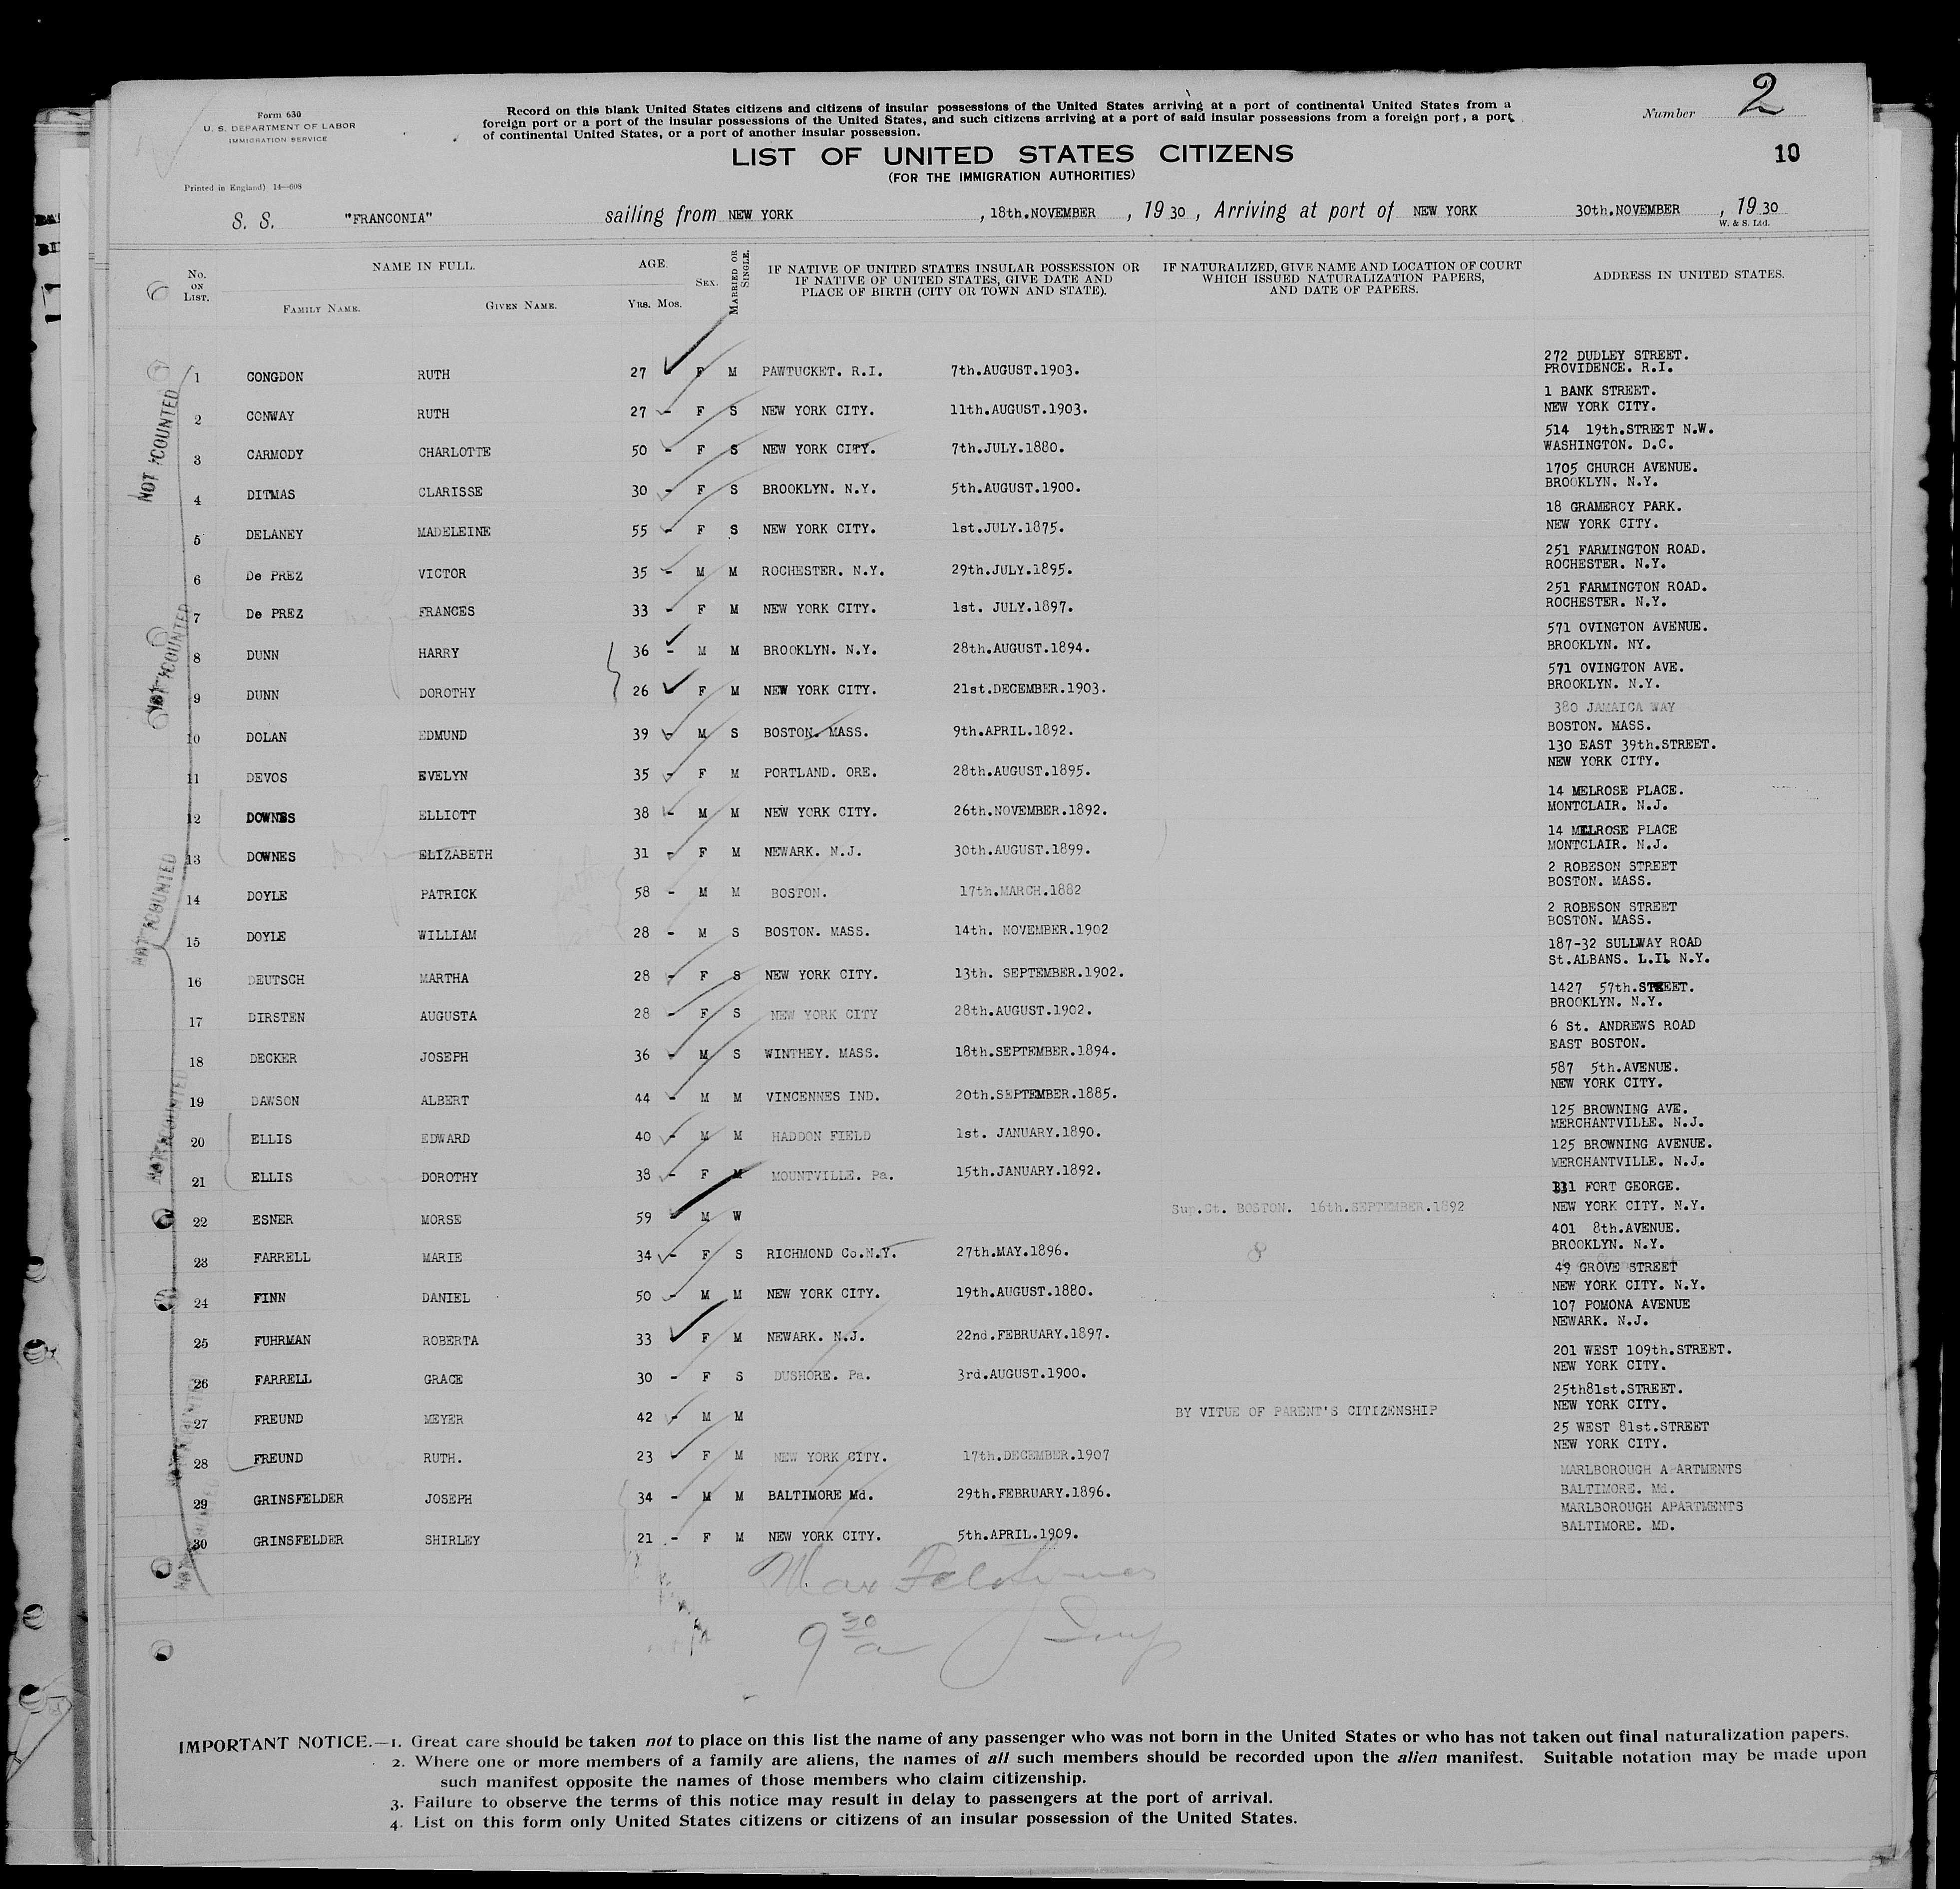 Form 630
U. S. DEPARTMENT OF LABOR
IMMIGRATION SERVICE
Printed in England) 14—608
Record on this blank United States citizens and citizens of insular possessions of the United States arriving at a port of continental United States from a
foreign port or a port of the insular possessions of the United States, and such citizens arriving at a port of said insular possessions from a foreign port, a port
of continental United States, or a port of another insular possession.
Number 2
LIST OF UNITED STATES CITIZENS
10
(FOR THE IMMIGRATION AUTHORITIES)
S. S. "FRANCONIA" sailing from NEW YORK , 18th.NOVEMBER , 19 30 , Arriving at port of NEW YORK 30th.NOVEMBER , 19 30
W. & S. Ltd.
No. ON LIST. NAME IN FULL. FAMILY NAME. GIVEN NAME. AGE. Yrs. Mos. SEX. MARRIED OR SINGLE. IF NATIVE OF UNITED STATES INSULAR POSSESSION OR IF NATIVE OF UNITED STATES, GIVE DATE AND PLACE OF BIRTH (CITY OR TOWN AND STATE). IF NATURALIZED, GIVE NAME AND LOCATION OF COURT WHICH ISSUED NATURALIZATION PAPERS, AND DATE OF PAPERS. ADDRESS IN UNITED STATES.
1 CONGDON RUTH 27 F M PAWTUCKET. R.I. 7th.AUGUST.1903. 272 DUDLEY STREET. PROVIDENCE. R.I.
2 CONWAY RUTH 27 - F S NEW YORK CITY. 11th.AUGUST.1903. 1 BANK STREET. NEW YORK CITY.
3 CARMODY CHARLOTTE 50 - F S NEW YORK CITY. 7th.JULY.1880. 514 19th.STREET N.W. WASHINGTON. D.C.
4 DITMAS CLARISSE 30 - F S BROOKLYN. N.Y. 5th.AUGUST.1900. 1705 CHURCH AVENUE. BROOKLYN. N.Y.
5 DELANEY MADELEINE 55 - F S NEW YORK CITY. 1st.JULY.1875. 18 GRAMERCY PARK. NEW YORK CITY.
6 De PREZ VICTOR 35 - M M ROCHESTER. N.Y. 29th.JULY.1895. 251 FARMINGTON ROAD. ROCHESTER. N.Y.
7 De PREZ FRANCES 33 - F M NEW YORK CITY. 1st. JULY.1897. 251 FARMINGTON ROAD. ROCHESTER. N.Y.
8 DUNN HARRY 36 - M M BROOKLYN. N.Y. 28th.AUGUST.1894. 571 OVINGTON AVENUE. BROOKLYN. NY.
9 DUNN DOROTHY 26 F M NEW YORK CITY. 21st.DECEMBER.1903. 571 OVINGTON AVE. BROOKLYN. N.Y.
10 DOLAN EDMUND 39 - M S BOSTON. MASS. 9th.APRIL.1892. 380 JAMAICA WAY BOSTON. MASS.
11 DEVOS EVELYN 35 - F M PORTLAND. ORE. 28th.AUGUST.1895. 130 EAST 39th.STREET. NEW YORK CITY.
12 DOWNES ELLIOTT 38 - M M NEW YORK CITY. 26th.NOVEMBER.1892. 14 MELROSE PLACE. MONTCLAIR. N.J.
13 DOWNES ELIZABETH 31 - F M NEWARK. N.J. 30th.AUGUST.1899. 14 MELROSE PLACE MONTCLAIR. N.J.
14 DOYLE PATRICK 58 - M M BOSTON. 17th.MARCH.1882 2 ROBESON STREET BOSTON. MASS.
15 DOYLE WILLIAM 28 - M S BOSTON. MASS. 14th. NOVEMBER.1902 2 ROBESON STREET BOSTON. MASS.
16 DEUTSCH MARTHA 28 - F S NEW YORK CITY. 13th. SEPTEMBER.1902. 187-32 SULLWAY ROAD St.ALBANS. L.I. N.Y.
17 DIRSTEN AUGUSTA 28 - F S NEW YORK CITY 28th.AUGUST.1902. 1427 57th.STREET. BROOKLYN. N.Y.
18 DECKER JOSEPH 36 - M S WINTHEY. MASS. 18th.SEPTEMBER.1894. 6 St. ANDREWS ROAD EAST BOSTON.
19 DAWSON ALBERT 44 - M M VINCENNES IND. 20th.SEPTEMBER.1885. 587 5th.AVENUE. NEW YORK CITY.
20 ELLIS EDWARD 40 - M M HADDON FIELD 1st. JANUARY.1890. 125 BROWNING AVE. MERCHANTVILLE. N.J.
21 ELLIS DOROTHY 38 - F M MOUNTVILLE. Pa. 15th.JANUARY.1892. 125 BROWNING AVENUE. MERCHANTVILLE. N.J.
22 ESNER MORSE 59 M W Sup.Ct. BOSTON. 16th.SEPTEMBER.1892 331 FORT GEORGE. NEW YORK CITY. N.Y.
23 FARRELL MARIE 34 - F S RICHMOND Co.N.Y. 27th.MAY.1896. 8 401 8th.AVENUE. BROOKLYN. N.Y.
24 FINN DANIEL 50 - M M NEW YORK CITY. 19th.AUGUST.1880. 49 GROVE STREET NEW YORK CITY. N.Y.
25 FUHRMAN ROBERTA 33 F M NEWARK. N.J. 22nd.FEBRUARY.1897. 107 POMONA AVENUE NEWARK. N.J.
26 FARRELL GRACE 30 - F S DUSHORE. Pa. 3rd.AUGUST.1900. 201 WEST 109th.STREET. NEW YORK CITY.
27 FREUND MEYER 42 - M M BY VITUE OF PARENT'S CITIZENSHIP 25th81st.STREET. NEW YORK CITY.
28 FREUND RUTH. 23 - F M NEW YORK CITY. 17th.DECEMBER.1907 25 WEST 81st.STREET NEW YORK CITY.
29 GRINSFELDER JOSEPH 34 - M M BALTIMORE Md. 29th.FEBRUARY.1896. MARLBOROUGH APARTMENTS BALTIMORE. Md.
30 GRINSFELDER SHIRLEY 21 - F M NEW YORK CITY. 5th.APRIL.1909. MARLBOROUGH APARTMENTS BALTIMORE. MD.
NOT COUNTED
NOT COUNTED
NOT COUNTED
NOT COUNTED
Max
9 30 a Insp
IMPORTANT NOTICE.—1. Great care should be taken not to place on this list the name of any passenger who was not born in the United States or who has not taken out final naturalization papers.
2. Where one or more members of a family are aliens, the names of all such members should be recorded upon the alien manifest. Suitable notation may be made upon
such manifest opposite the names of those members who claim citizenship.
3. Failure to observe the terms of this notice may result in delay to passengers at the port of arrival.
4. List on this form only United States citizens or citizens of an insular possession of the United States.